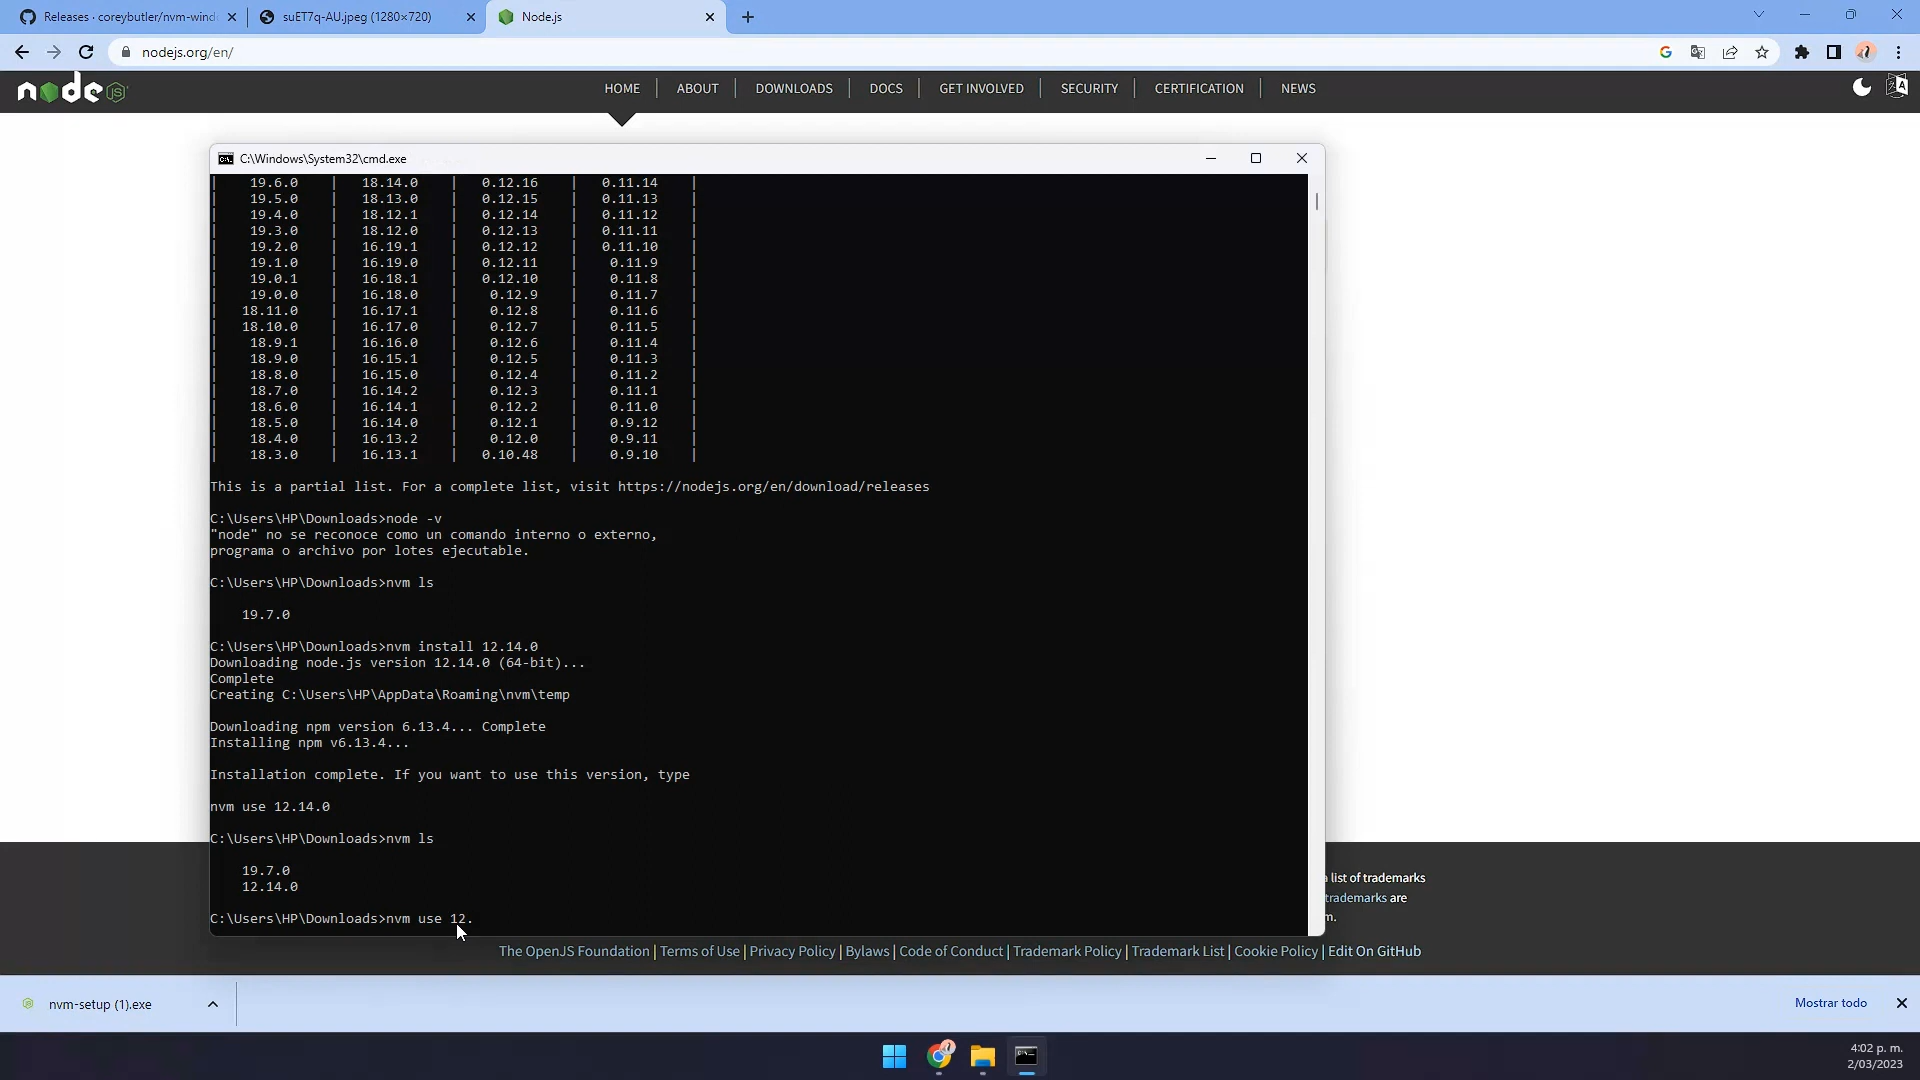 Releases · coreybutler/nvm-wind
suET7q-AU.jpeg (1280×720)
Node.js
nodejs.org/en/
node JS
HOME
ABOUT
DOWNLOADS
DOCS
GET INVOLVED
SECURITY
CERTIFICATION
NEWS
C:\Windows\System32\cmd.exe
| 19.6.0 | 18.14.0 | 0.12.16 | 0.11.14 |
| 19.5.0 | 18.13.0 | 0.12.15 | 0.11.13 |
| 19.4.0 | 18.12.1 | 0.12.14 | 0.11.12 |
| 19.3.0 | 18.12.0 | 0.12.13 | 0.11.11 |
| 19.2.0 | 16.19.1 | 0.12.12 | 0.11.10 |
| 19.1.0 | 16.19.0 | 0.12.11 | 0.11.9 |
| 19.0.1 | 16.18.1 | 0.12.10 | 0.11.8 |
| 19.0.0 | 16.18.0 | 0.12.9 | 0.11.7 |
| 18.11.0 | 16.17.1 | 0.12.8 | 0.11.6 |
| 18.10.0 | 16.17.0 | 0.12.7 | 0.11.5 |
| 18.9.1 | 16.16.0 | 0.12.6 | 0.11.4 |
| 18.9.0 | 16.15.1 | 0.12.5 | 0.11.3 |
| 18.8.0 | 16.15.0 | 0.12.4 | 0.11.2 |
| 18.7.0 | 16.14.2 | 0.12.3 | 0.11.1 |
| 18.6.0 | 16.14.1 | 0.12.2 | 0.11.0 |
| 18.5.0 | 16.14.0 | 0.12.1 | 0.9.12 |
| 18.4.0 | 16.13.2 | 0.12.0 | 0.9.11 |
| 18.3.0 | 16.13.1 | 0.10.48 | 0.9.10 |
This is a partial list. For a complete list, visit https://nodejs.org/en/download/releases
C:\Users\HP\Downloads>node -v
"node" no se reconoce como un comando interno o externo,
programa o archivo por lotes ejecutable.
C:\Users\HP\Downloads>nvm ls
19.7.0
C:\Users\HP\Downloads>nvm install 12.14.0
Downloading node.js version 12.14.0 (64-bit)...
Complete
Creating C:\Users\HP\AppData\Roaming\nvm\temp
Downloading npm version 6.13.4... Complete
Installing npm v6.13.4...
Installation complete. If you want to use this version, type
nvm use 12.14.0
C:\Users\HP\Downloads>nvm ls
19.7.0
12.14.0
C:\Users\HP\Downloads>nvm use 12.
a list of trademarks
trademarks are
m.
The OpenJS Foundation | Terms of Use | Privacy Policy | Bylaws | Code of Conduct | Trademark Policy | Trademark List | Cookie Policy | Edit On GitHub
nvm-setup (1).exe
Mostrar todo
4:02 p. m.
2/03/2023